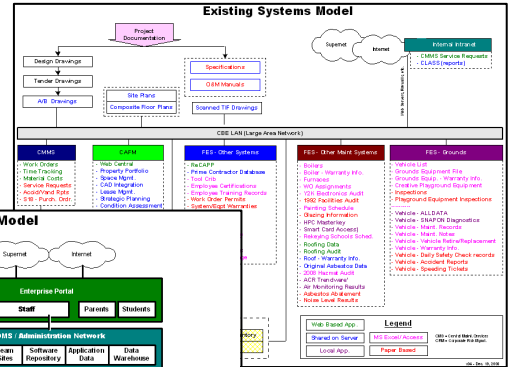 Existing Systems Model
Project
Documentation
Supernet
Internet
Internal Intranet
- CMMS Service Requests
- CLASS (reports)
Design Drawings
Tender Drawings
A/B Drawings
Site Plans
Composite Floor Plans
Specifications
O&M Manuals
Scanned TIF Drawings
CBE LAN (Large Area Network)
CMMS
- Work Orders
- Time Tracking
- Material Costs
- Service Requests
- Accid/Vand Rpts
- S19 - Purch. Ordr
CAFM
- Web Central
- Property Portfolio
- Space Mgmt.
- CAD Integration
- Lease Mgmt.
- Strategic Planning
- Condition Assessment
FES - Other Systems
- ReCAPP
- Prime Contractor Database
- Tool Crib
- Employee Certifications
- Employee Training Records
- Work Order Permits
- System/Eqpt Warranties
FES - Other Maint Systems
- Boilers
- Boiler - Warranty Info.
- Furnaces
- WO Assignments
- Y2K Electronics Audit
- 1992 Facilities Audit
- Painting Schedule
- Glazing Information
- HPC Masterkey
- Smart Card Access
- Rekeying Schools Sched.
- Roofing Data
- Roofing Audit
- Roof - Warranty Info.
- Original Asbestos Data
- 2008 Hazmat Audit
- ACR Trendware/
- Air Monitoring Results
- Asbestos Abatement
- Noise Level Results
FES - Grounds
- Vehicle List
- Grounds Equipment File
- Grounds Equip. - Warranty Info.
- Creative Playground Equipment
- Inspections
- Playground Equipment Inspections
- Vehicle - ALLDATA
- Vehicle - SNAPON Diagnostics
- Vehicle - Maint. Records
- Vehicle - Maint. Notes
- Vehicle - Vehicle Retire/Replacement
- Vehicle - Warranty Info.
- Vehicle - Daily Safety Check records
- Vehicle - Accident Reports
- Vehicle - Speeding Tickets
Model
Supernet
Internet
Enterprise Portal
Staff
Parents
Students
OMS / Administration Network
Software
Repository
Application
Data
Data
Warehouse
Web Based App.
Shared on Server
Local App.
Legend
MS Excel/Access
Paper Based